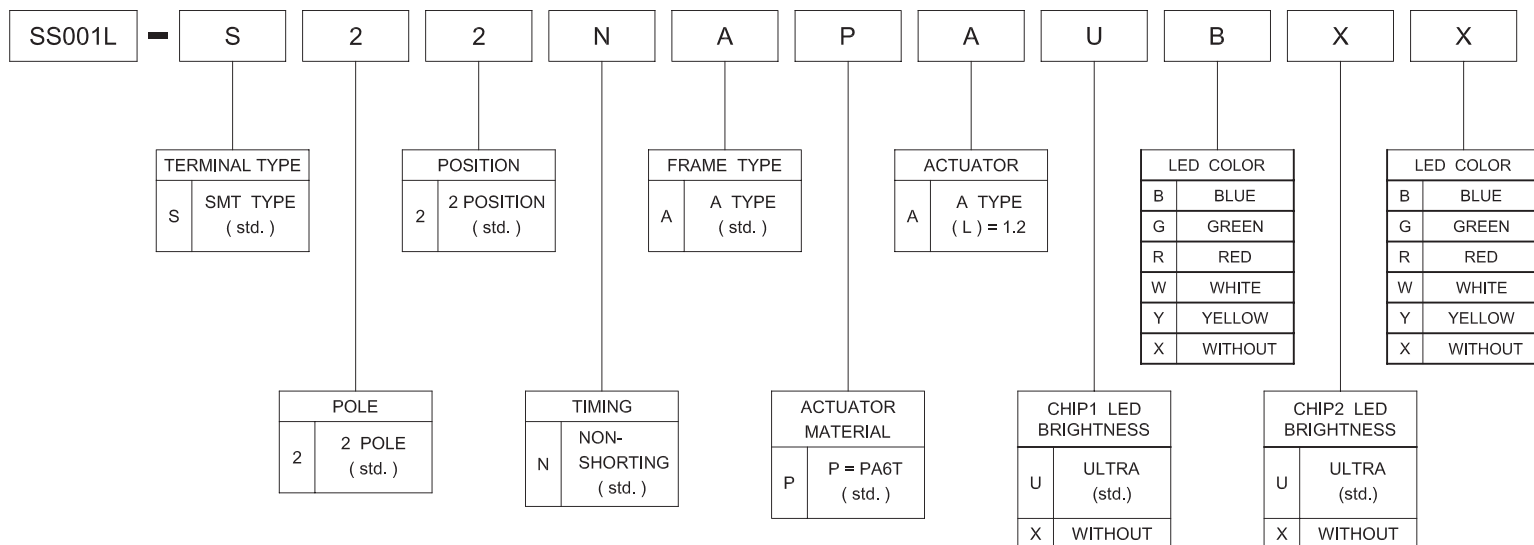 SS001L - S 2 2 N A P A U B X X
TERMINAL TYPE
S SMT TYPE
( std. )
POSITION
2 2 POSITION
( std. )
FRAME TYPE
A A TYPE
( std. )
ACTUATOR
A A TYPE
( L ) = 1.2
LED COLOR
B BLUE
G GREEN
R RED
W WHITE
Y YELLOW
X WITHOUT
LED COLOR
B BLUE
G GREEN
R RED
W WHITE
Y YELLOW
X WITHOUT
POLE
2 2 POLE
( std. )
TIMING
N NON-
SHORTING
( std. )
ACTUATOR
MATERIAL
P P = PA6T
( std. )
CHIP1 LED
BRIGHTNESS
U ULTRA
(std.)
X WITHOUT
CHIP2 LED
BRIGHTNESS
U ULTRA
(std.)
X WITHOUT